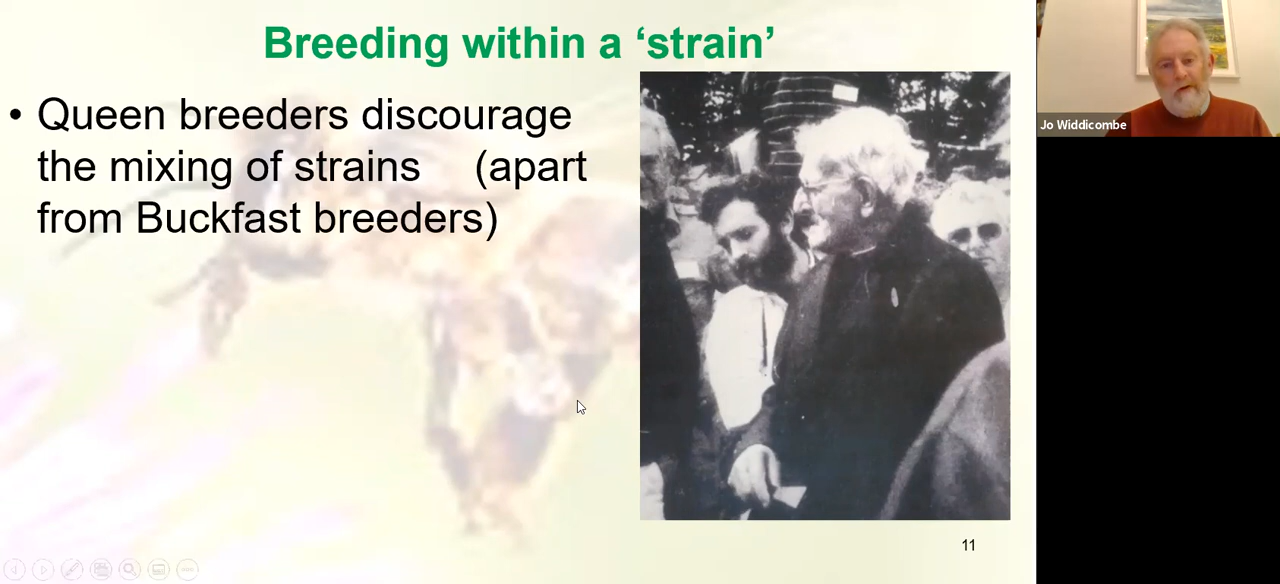 Breeding within a ‘strain’
• Queen breeders discourage
the mixing of strains (apart
from Buckfast breeders)
11
Jo Widdicombe